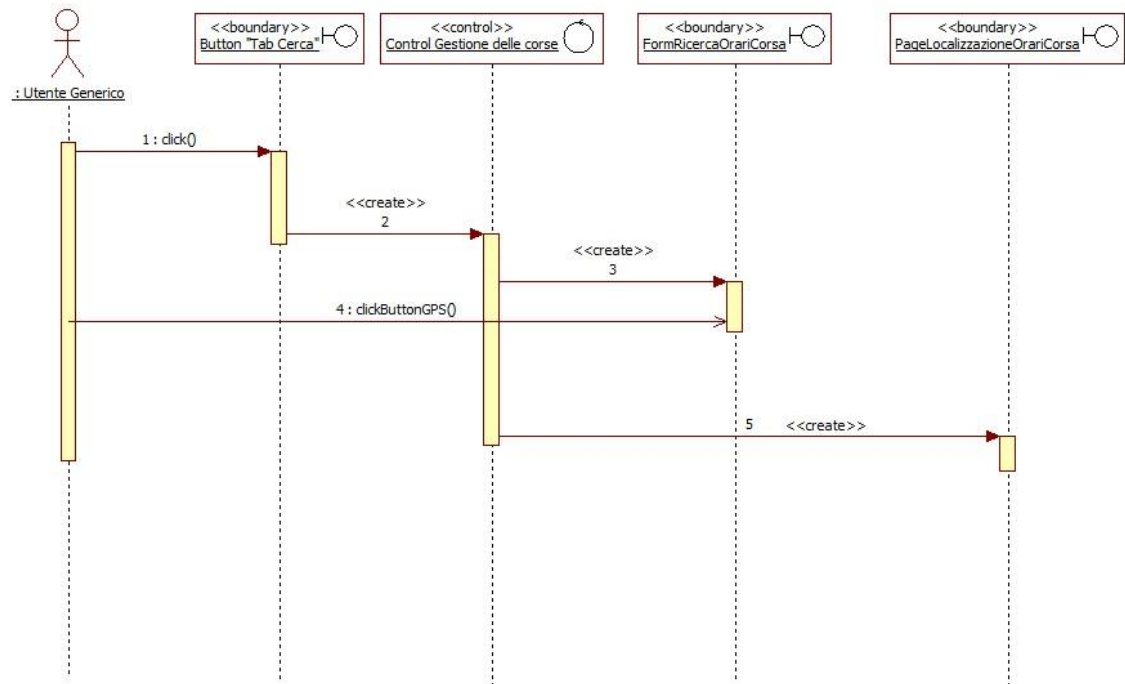 <<boundary>>
Button "Tab Cerca"
<<control>>
Control Gestione delle corse
<<boundary>>
FormRicercaOrariCorsa
<<boundary>>
PageLocalizzazioneOrariCorsa
: Utente Generico
1 : click()
<<create>>
2
<<create>>
3
4 : clickButtonGPS()
5 <<create>>